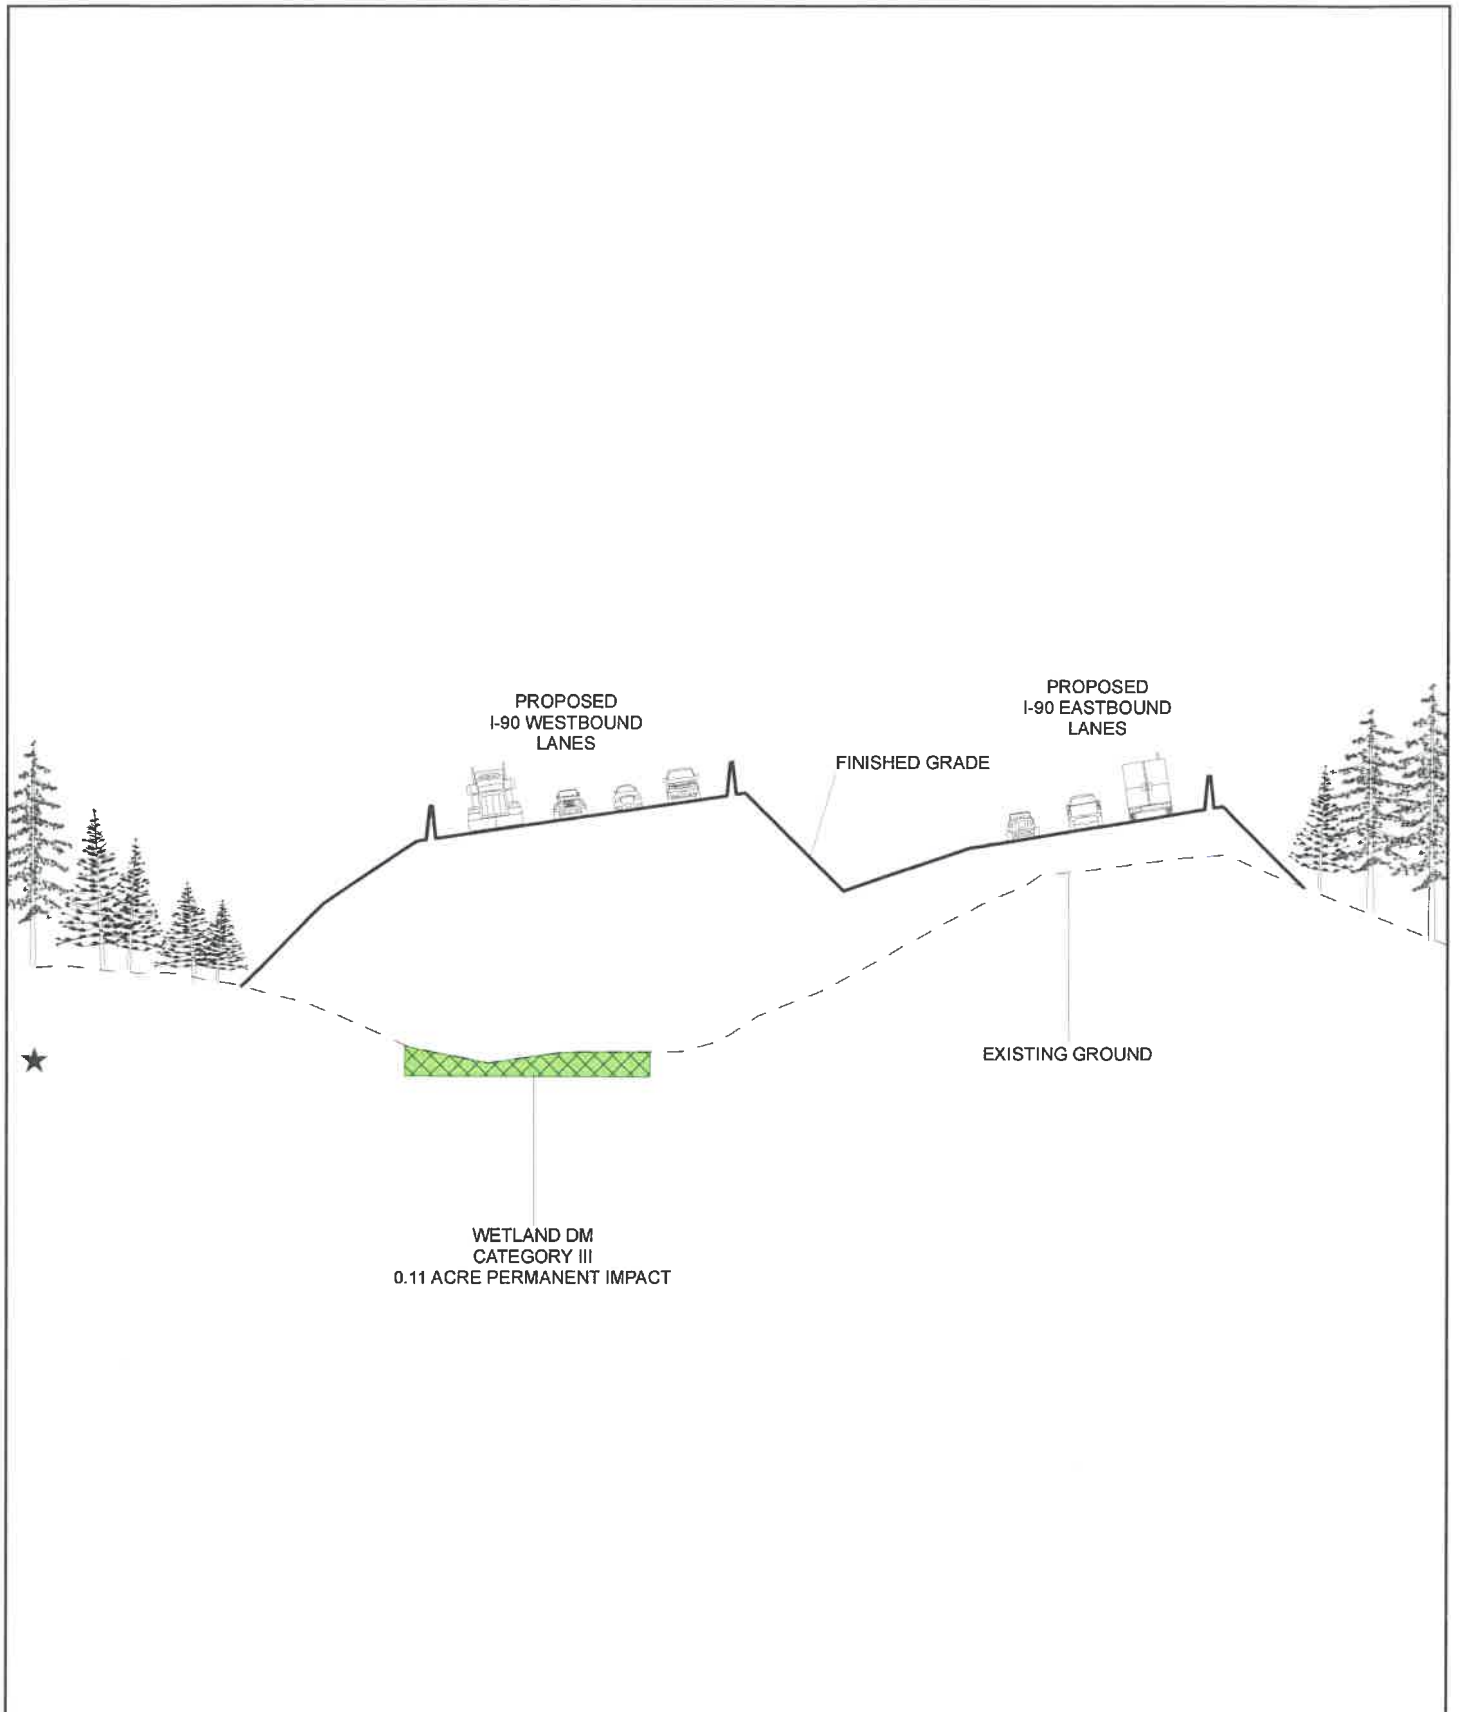 PROPOSED
I-90 WESTBOUND
LANES
PROPOSED
I-90 EASTBOUND
LANES
FINISHED GRADE
EXISTING GROUND
WETLAND DM
CATEGORY III
0.11 ACRE PERMANENT IMPACT